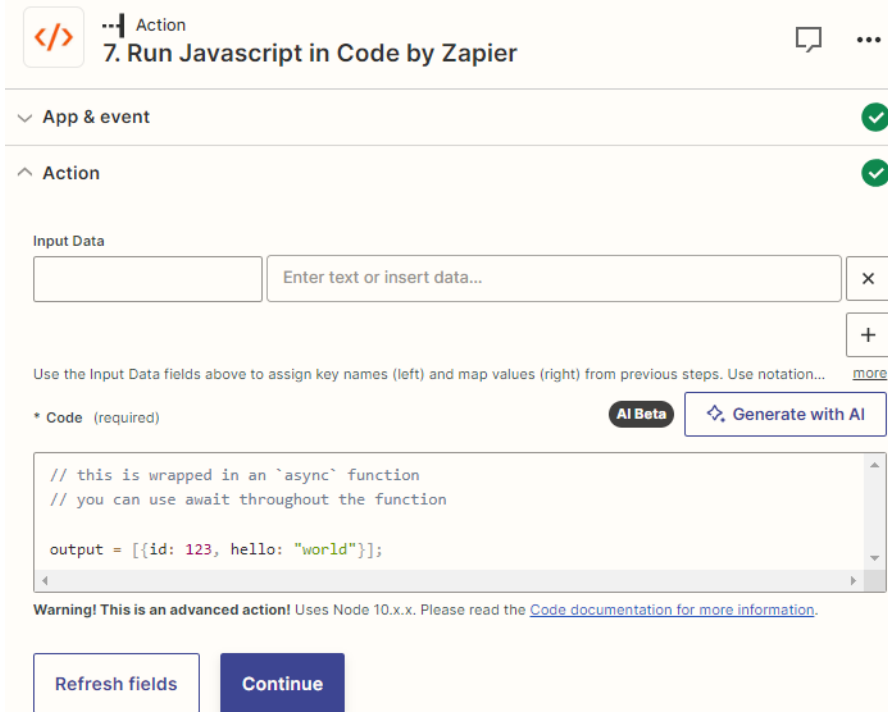 </>
Action
7. Run Javascript in Code by Zapier
App & event
Action
Input Data
Enter text or insert data...
Use the Input Data fields above to assign key names (left) and map values (right) from previous steps. Use notation... more
* Code (required) AI Beta Generate with AI
// this is wrapped in an `async` function
// you can use await throughout the function
output = [{id: 123, hello: "world"}];
Warning! This is an advanced action! Uses Node 10.x.x. Please read the Code documentation for more information.
Refresh fields Continue